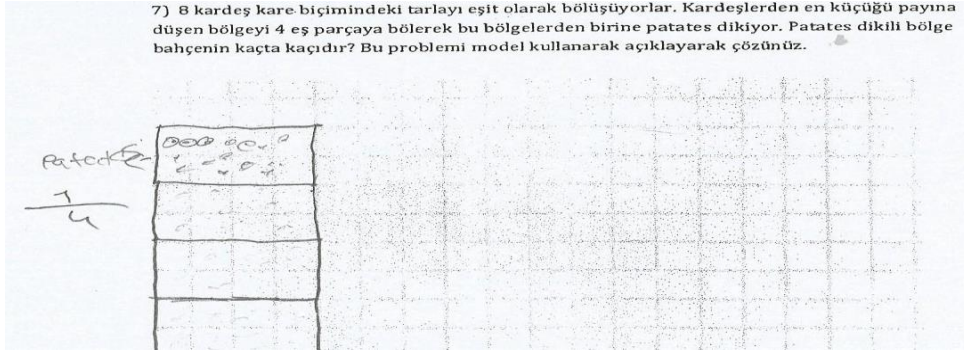 7) 8 kardeş kare biçimindeki tarlayı eşit olarak bölüşüyorlar. Kardeşlerden en küçüğü payına
düşen bölgeyi 4 eş parçaya bölerek bu bölgelerden birine patates dikiyor. Patates dikili bölge
bahçenin kaçta kaçıdır? Bu problemi model kullanarak açıklayarak çözünüz.
1
4